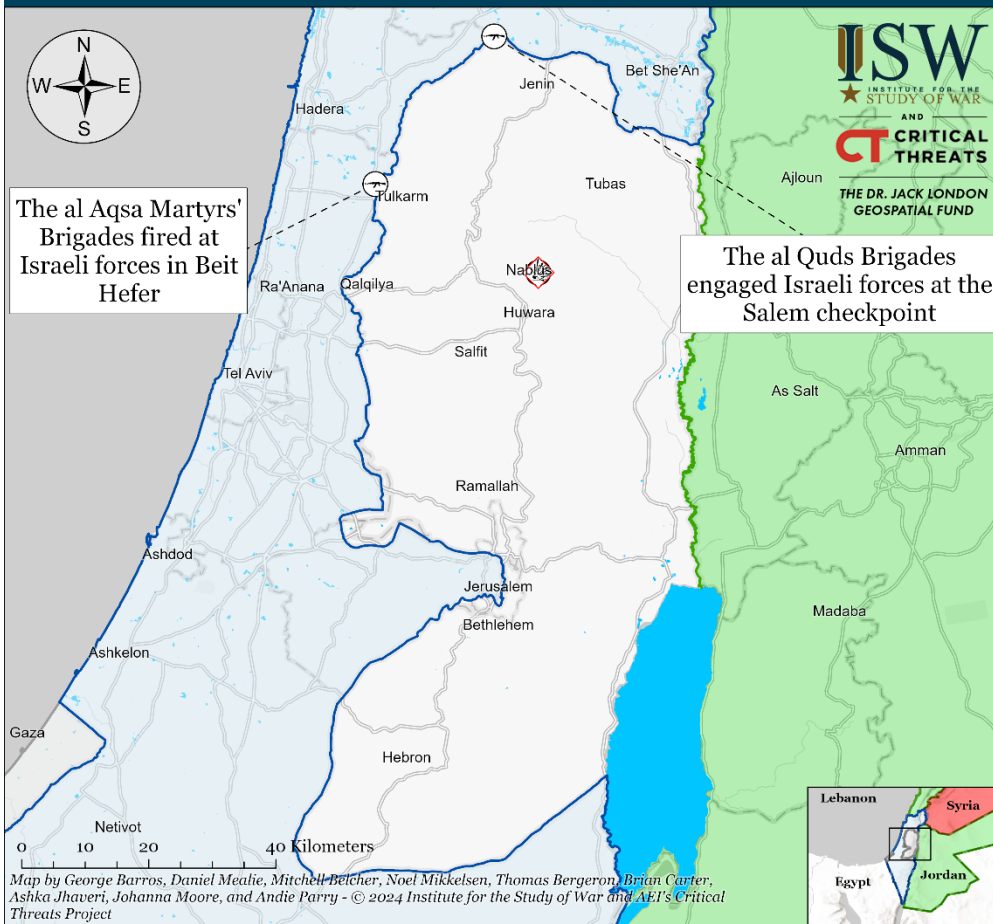 N
W
E
S
ISW
INSTITUTE FOR THE
STUDY OF WAR
AND
CT CRITICAL
THREATS
THE DR. JACK LONDON
GEOSPATIAL FUND
Hadera
Jenin
Bet She'An
Ajloun
Tulkarm
Tubas
The al Aqsa Martyrs'
Brigades fired at
Israeli forces in Beit
Hefer
The al Quds Brigades
engaged Israeli forces at the
Salem checkpoint
Ra'Anana
Qalqilya
Nablus
Huwara
Salfit
Tel Aviv
As Salt
Amman
Ramallah
Ashdod
Jerusalem
Bethlehem
Madaba
Ashkelon
Gaza
Hebron
Netivot
Lebanon
Syria
Egypt
Jordan
0 10 20 40 Kilometers
Map by George Barros, Daniel Mealie, Mitchell Belcher, Noel Mikkelsen, Thomas Bergeron, Brian Carter,
Ashka Jhaveri, Johanna Moore, and Andie Parry - © 2024 Institute for the Study of War and AEI's Critical
Threats Project